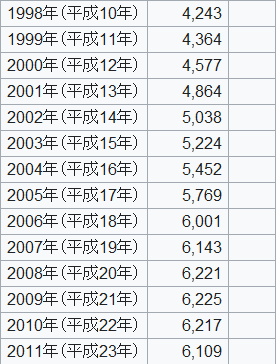 1998年(平成10年) 4,243
1999年(平成11年) 4,364
2000年(平成12年) 4,577
2001年(平成13年) 4,864
2002年(平成14年) 5,038
2003年(平成15年) 5,224
2004年(平成16年) 5,452
2005年(平成17年) 5,769
2006年(平成18年) 6,001
2007年(平成19年) 6,143
2008年(平成20年) 6,221
2009年(平成21年) 6,225
2010年(平成22年) 6,217
2011年(平成23年) 6,109